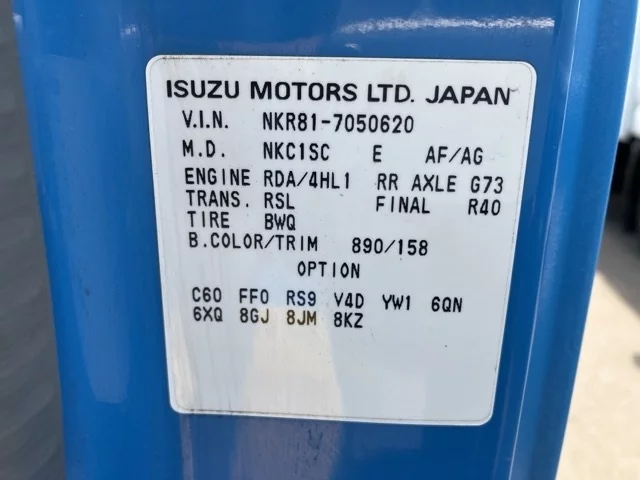 ISUZU MOTORS LTD. JAPAN
V.I.N. NKR81-7050620
M.D. NKC1SC E AF/AG
ENGINE RDA/4HL1 RR AXLE G73
TRANS. RSL FINAL R40
TIRE BWQ
B.COLOR/TRIM 890/158
OPTION
C60 FF0 RS9 V4D YW1 6QN
6XQ 8GJ 8JM 8KZ